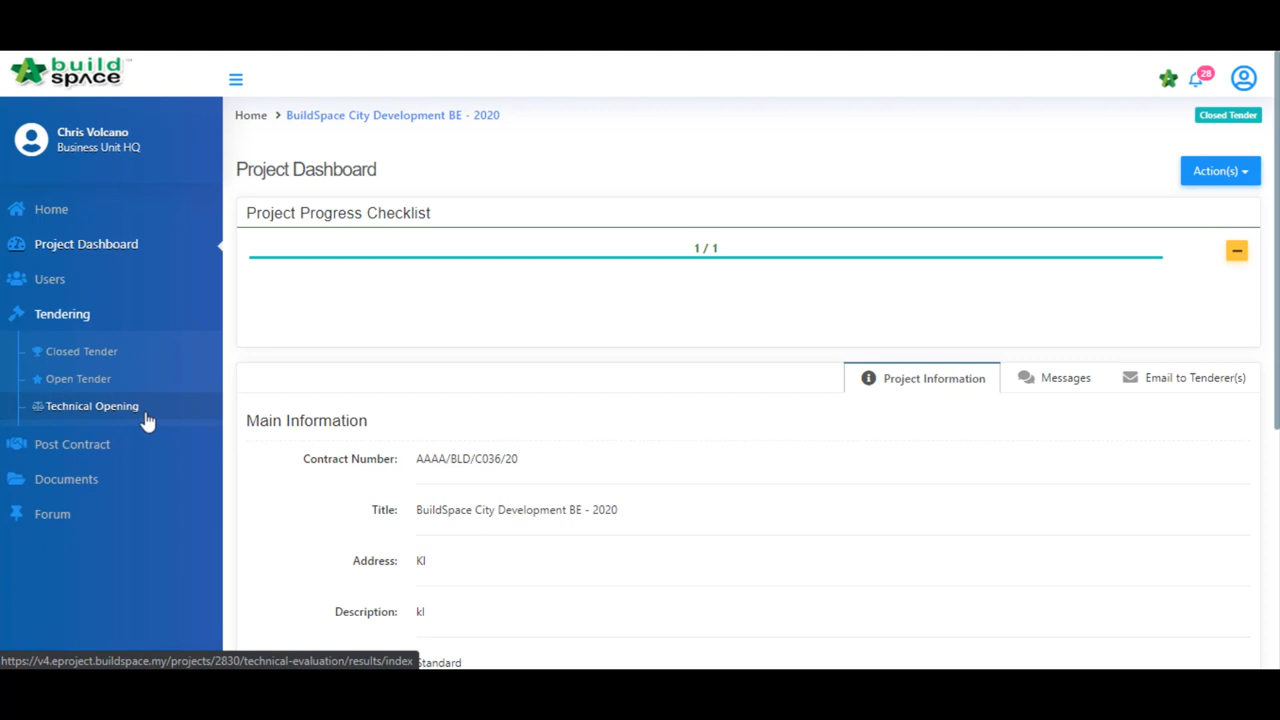 build space ™
28
Chris Volcano
Business Unit HQ
Home
Project Dashboard
Users
Tendering
Closed Tender
Open Tender
Technical Opening
Post Contract
Documents
Forum
Home > BuildSpace City Development BE - 2020
Closed Tender
Project Dashboard
Action(s)
Project Progress Checklist
1 / 1
Project Information
Messages
Email to Tenderer(s)
Main Information
Contract Number: AAAA/BLD/C036/20
Title: BuildSpace City Development BE - 2020
Address: Kl
Description: kl
Standard
https://v4.eproject.buildspace.my/projects/2830/technical-evaluation/results/index